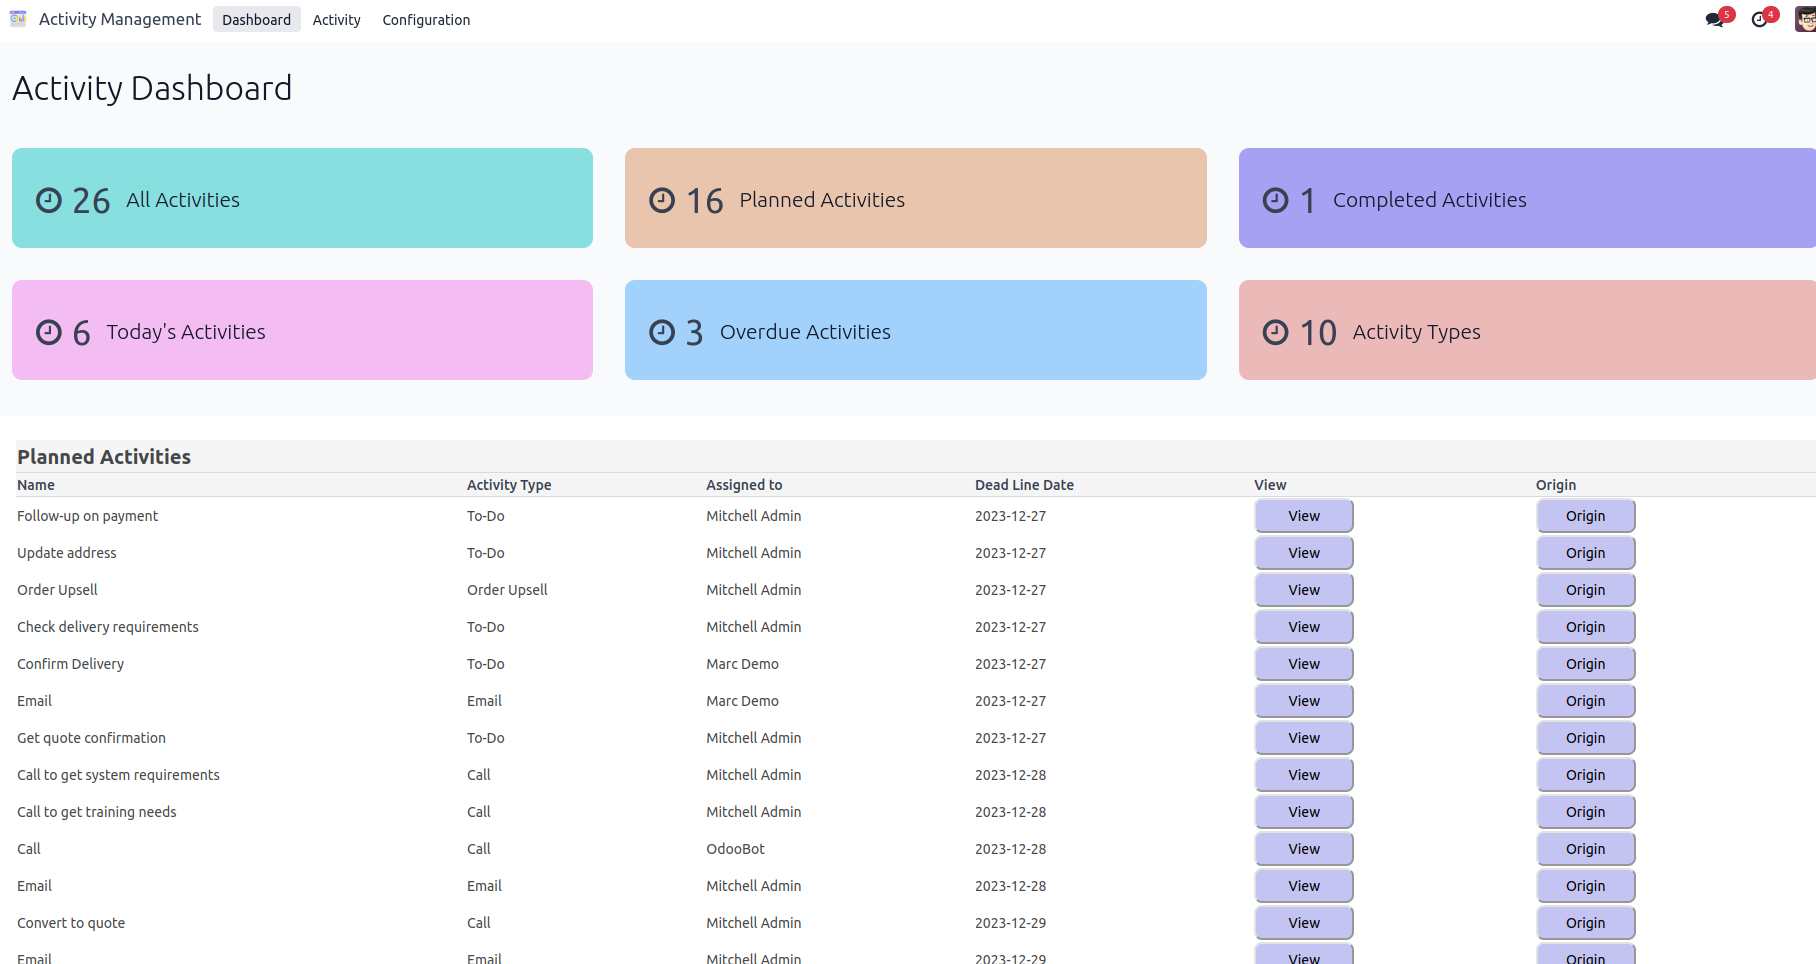 Activity Management Dashboard Activity Configuration 5 4
Activity Dashboard
26 All Activities 16 Planned Activities 1 Completed Activities
6 Today's Activities 3 Overdue Activities 10 Activity Types
Planned Activities
Name Activity Type Assigned to Dead Line Date View Origin
Follow-up on payment To-Do Mitchell Admin 2023-12-27 View Origin
Update address To-Do Mitchell Admin 2023-12-27 View Origin
Order Upsell Order Upsell Mitchell Admin 2023-12-27 View Origin
Check delivery requirements To-Do Mitchell Admin 2023-12-27 View Origin
Confirm Delivery To-Do Marc Demo 2023-12-27 View Origin
Email Email Marc Demo 2023-12-27 View Origin
Get quote confirmation To-Do Mitchell Admin 2023-12-27 View Origin
Call to get system requirements Call Mitchell Admin 2023-12-28 View Origin
Call to get training needs Call Mitchell Admin 2023-12-28 View Origin
Call Call OdooBot 2023-12-28 View Origin
Email Email Mitchell Admin 2023-12-28 View Origin
Convert to quote Call Mitchell Admin 2023-12-29 View Origin
Email Email Mitchell Admin 2023-12-29 View Origin